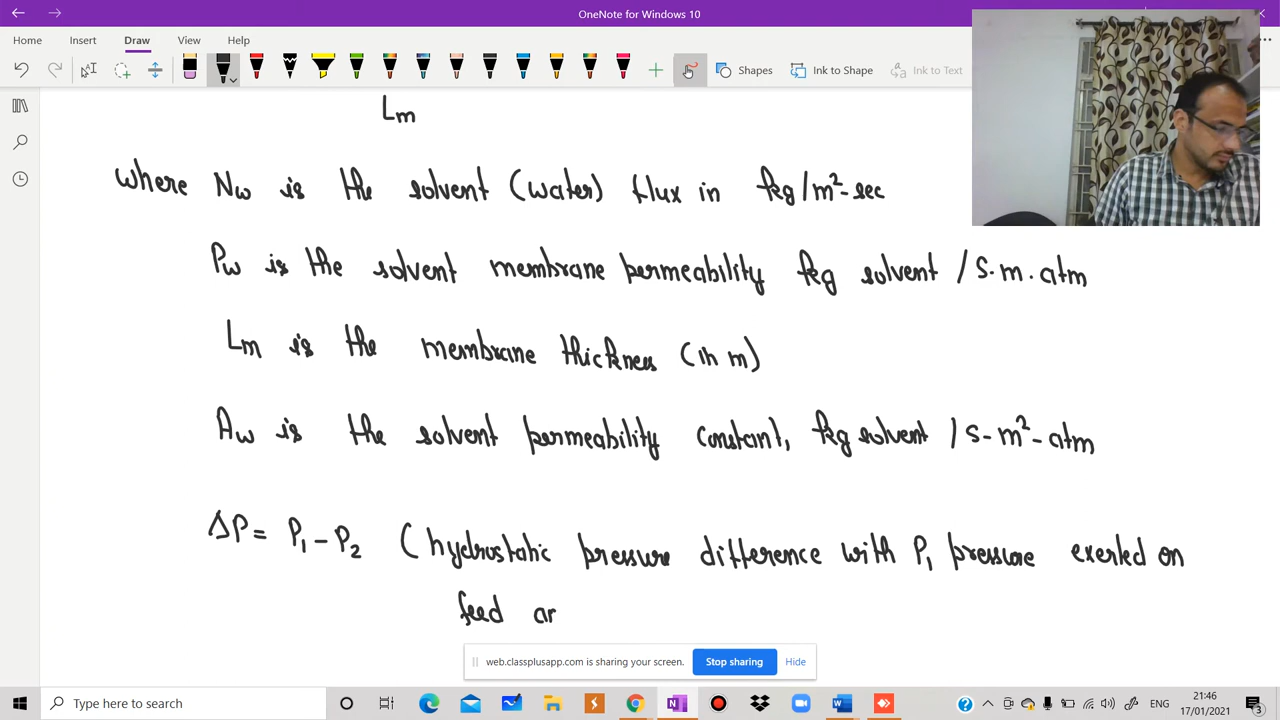 OneNote for Windows 10
Home Insert Draw View Help
Shapes Ink to Shape Ink to Text
Lm
where Nw is the solvent (water) flux in kg/m²-sec
Pw is the solvent membrane permeability kg solvent /s.m.atm
Lm is the membrane thickness (in m)
Aw is the solvent permeability constant, kg solvent /s-m²-atm
ΔP = P₁-P₂ (hydrostatic pressure difference with P₁ pressure exerted on
feed an
web.classplusapp.com is sharing your screen. Stop sharing Hide
Type here to search
ENG
21:46
17/01/2021
3